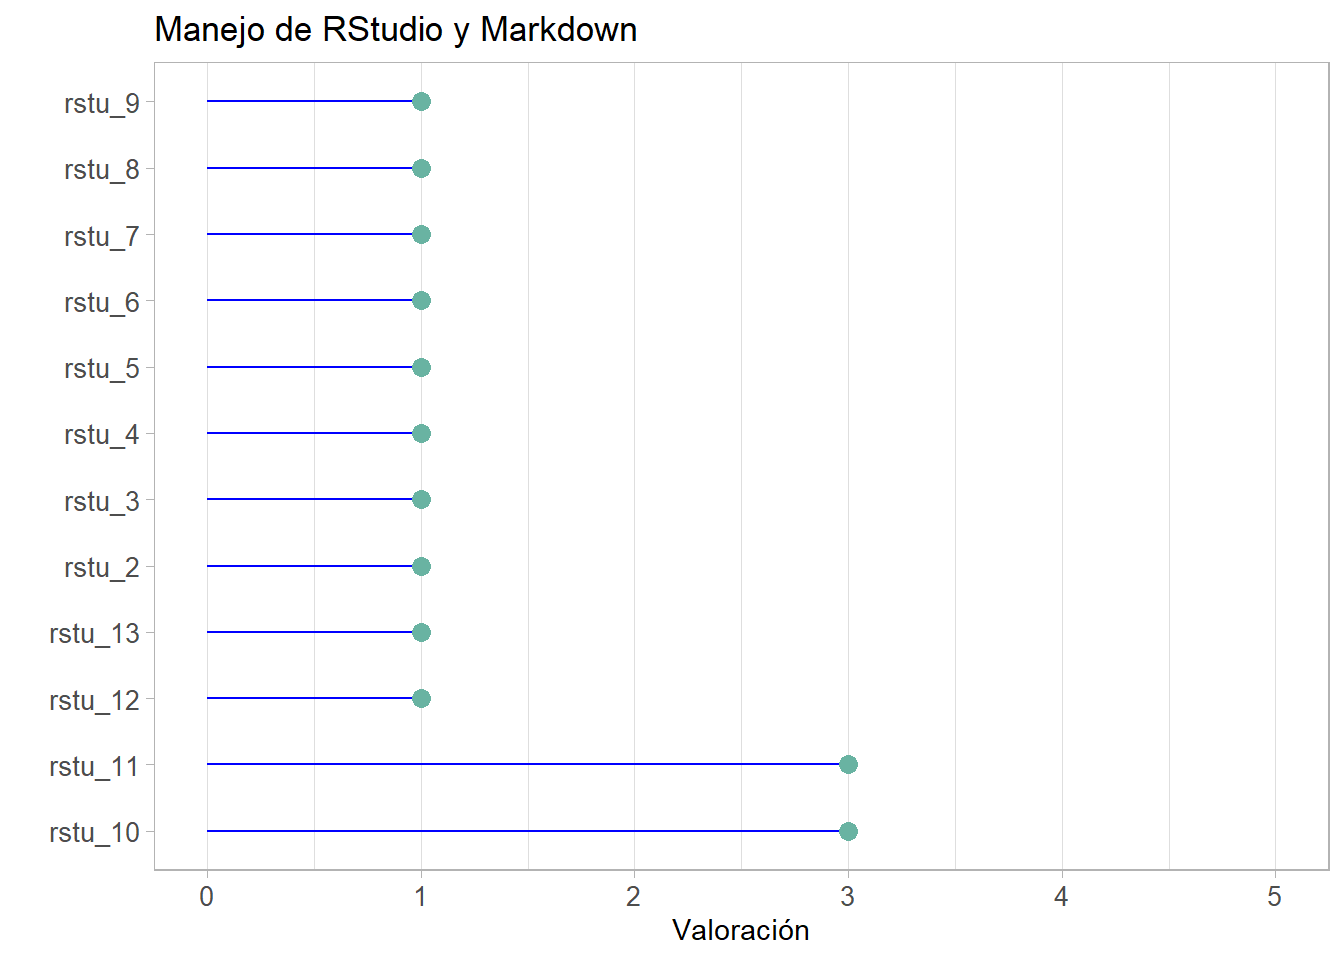 Manejo de RStudio y Markdown
rstu_9
rstu_8
rstu_7
rstu_6
rstu_5
rstu_4
rstu_3
rstu_2
rstu_13
rstu_12
rstu_11
rstu_10
0 1 2 3 4 5
Valoración